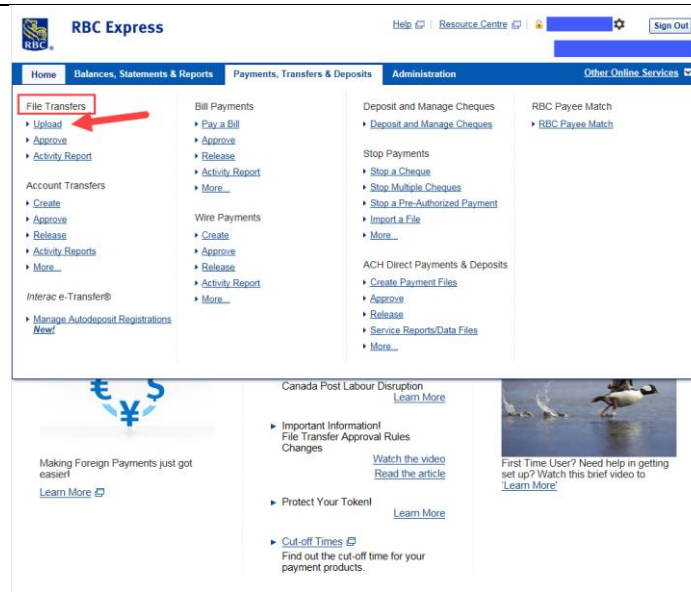 RBC
RBC Express
Help | Resource Centre |
Sign Out
Home Balances, Statements & Reports Payments, Transfers & Deposits Administration Other Online Services
File Transfers
Upload
Approve
Activity Report
Account Transfers
Create
Approve
Release
Activity Reports
More...
Interac e-Transfer®
Manage Autodeposit Registrations
New!
Bill Payments
Pay a Bill
Approve
Release
Activity Report
More...
Wire Payments
Create
Approve
Release
Activity Report
More...
Deposit and Manage Cheques
Deposit and Manage Cheques
Stop Payments
Stop a Cheque
Stop Multiple Cheques
Stop a Pre-Authorized Payment
Import a File
More...
ACH Direct Payments & Deposits
Create Payment Files
Approve
Release
Service Reports/Data Files
More...
RBC Payee Match
RBC Payee Match
€ $
¥
Making Foreign Payments just got
easier!
Learn More
Canada Post Labour Disruption
Learn More
Important Information!
File Transfer Approval Rules
Changes
Watch the video
Read the article
Protect Your Token!
Learn More
Cut-off Times
Find out the cut-off time for your
payment products.
First Time User? Need help in getting
set up? Watch this brief video to
'Learn More'